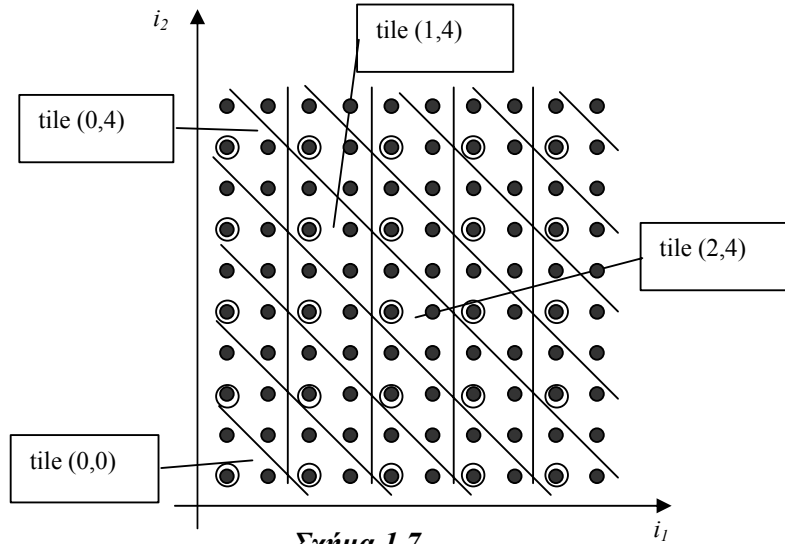 i₂
tile (1,4)
tile (0,4)
tile (2,4)
tile (0,0)
i₁
Σχήμα 1.7